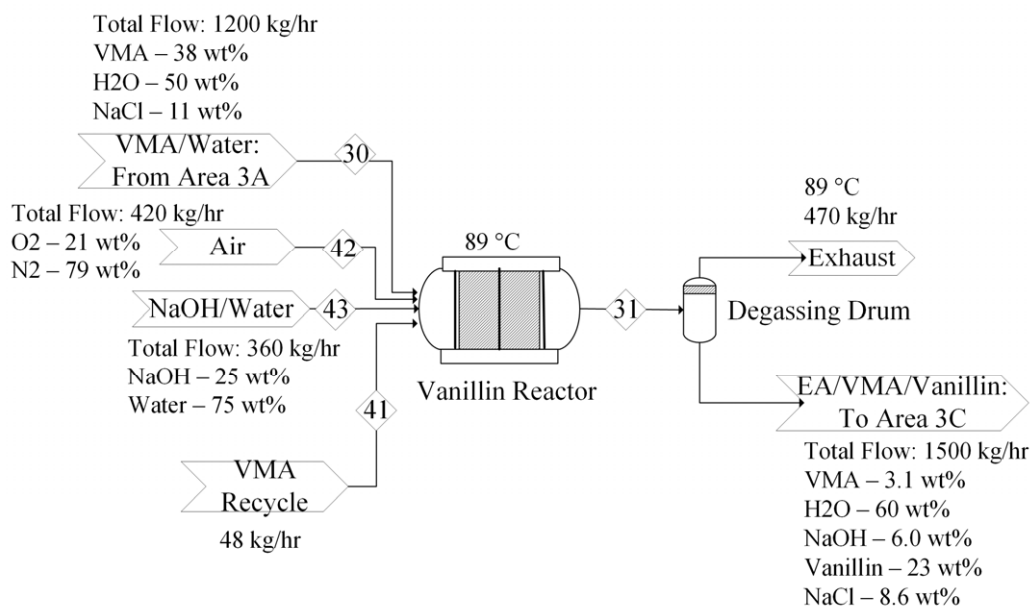 Total Flow: 1200 kg/hr
VMA – 38 wt%
H2O – 50 wt%
NaCl – 11 wt%
VMA/Water:
From Area 3A
30
Total Flow: 420 kg/hr
O2 – 21 wt%
N2 – 79 wt%
Air
42
NaOH/Water
43
Total Flow: 360 kg/hr
NaOH – 25 wt%
Water – 75 wt%
41
VMA
Recycle
48 kg/hr
89 °C
Vanillin Reactor
31
89 °C
470 kg/hr
Exhaust
Degassing Drum
EA/VMA/Vanillin:
To Area 3C
Total Flow: 1500 kg/hr
VMA – 3.1 wt%
H2O – 60 wt%
NaOH – 6.0 wt%
Vanillin – 23 wt%
NaCl – 8.6 wt%